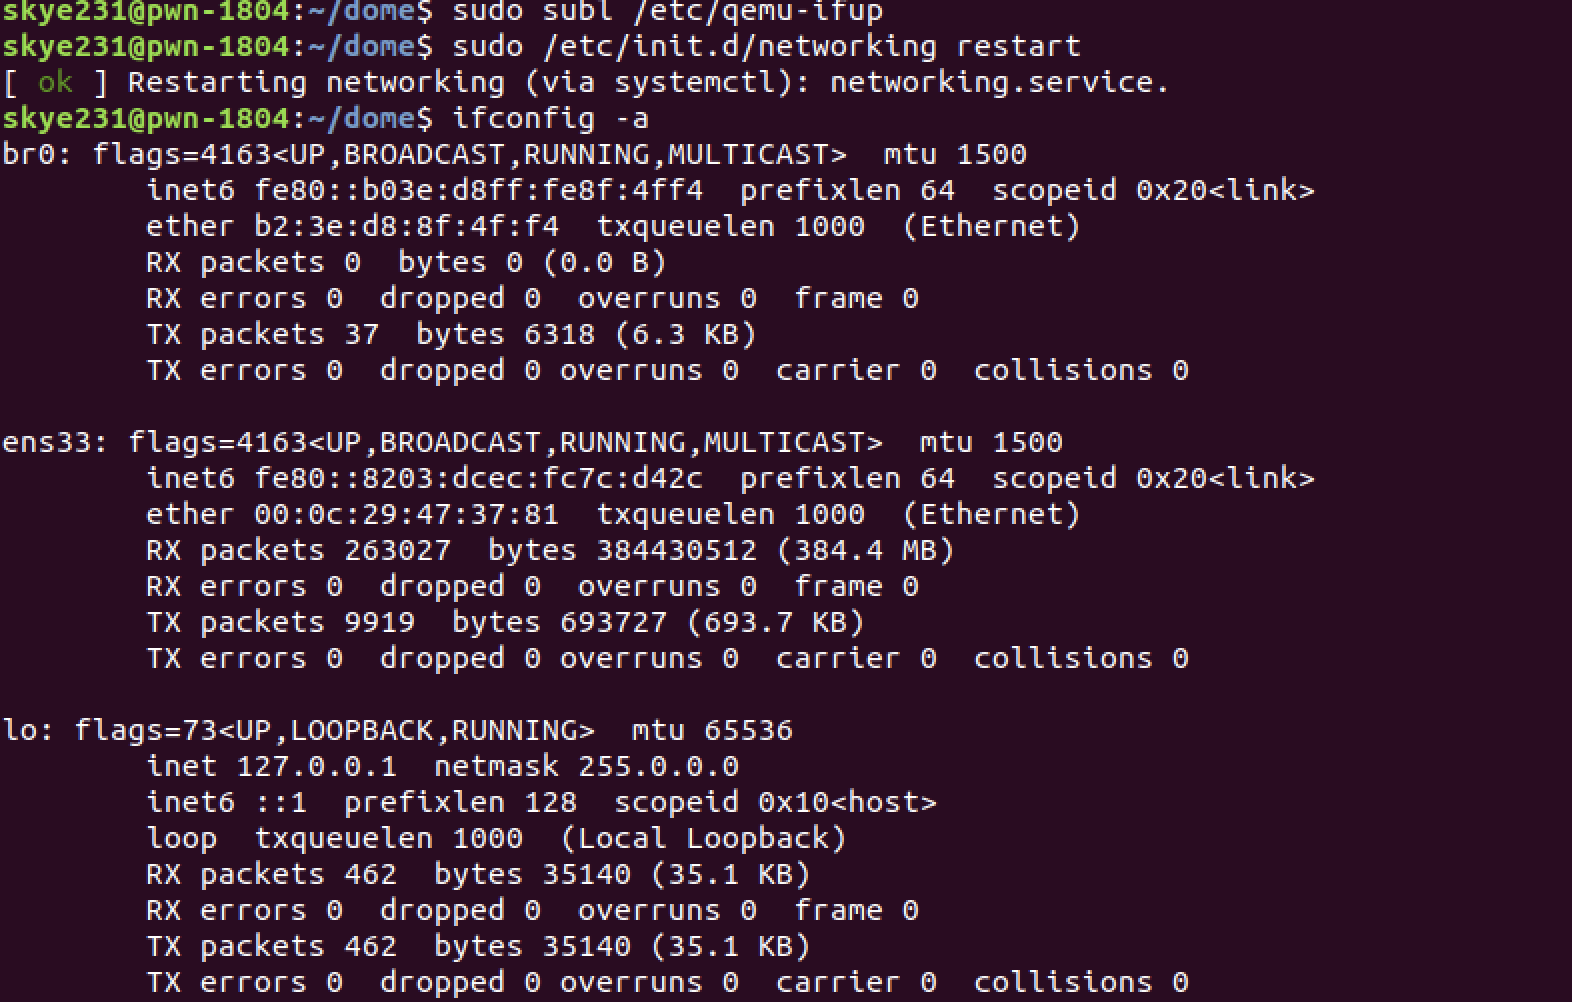 skye231@pwn-1804:~/dome$ sudo subl /etc/qemu-ifup
skye231@pwn-1804:~/dome$ sudo /etc/init.d/networking restart
[ ok ] Restarting networking (via systemctl): networking.service.
skye231@pwn-1804:~/dome$ ifconfig -a
br0: flags=4163<UP,BROADCAST,RUNNING,MULTICAST>  mtu 1500
        inet6 fe80::b03e:d8ff:fe8f:4ff4  prefixlen 64  scopeid 0x20<link>
        ether b2:3e:d8:8f:4f:f4  txqueuelen 1000  (Ethernet)
        RX packets 0  bytes 0 (0.0 B)
        RX errors 0  dropped 0  overruns 0  frame 0
        TX packets 37  bytes 6318 (6.3 KB)
        TX errors 0  dropped 0 overruns 0  carrier 0  collisions 0

ens33: flags=4163<UP,BROADCAST,RUNNING,MULTICAST>  mtu 1500
        inet6 fe80::8203:dcec:fc7c:d42c  prefixlen 64  scopeid 0x20<link>
        ether 00:0c:29:47:37:81  txqueuelen 1000  (Ethernet)
        RX packets 263027  bytes 384430512 (384.4 MB)
        RX errors 0  dropped 0  overruns 0  frame 0
        TX packets 9919  bytes 693727 (693.7 KB)
        TX errors 0  dropped 0 overruns 0  carrier 0  collisions 0

lo: flags=73<UP,LOOPBACK,RUNNING>  mtu 65536
        inet 127.0.0.1  netmask 255.0.0.0
        inet6 ::1  prefixlen 128  scopeid 0x10<host>
        loop  txqueuelen 1000  (Local Loopback)
        RX packets 462  bytes 35140 (35.1 KB)
        RX errors 0  dropped 0  overruns 0  frame 0
        TX packets 462  bytes 35140 (35.1 KB)
        TX errors 0  dropped 0 overruns 0  carrier 0  collisions 0